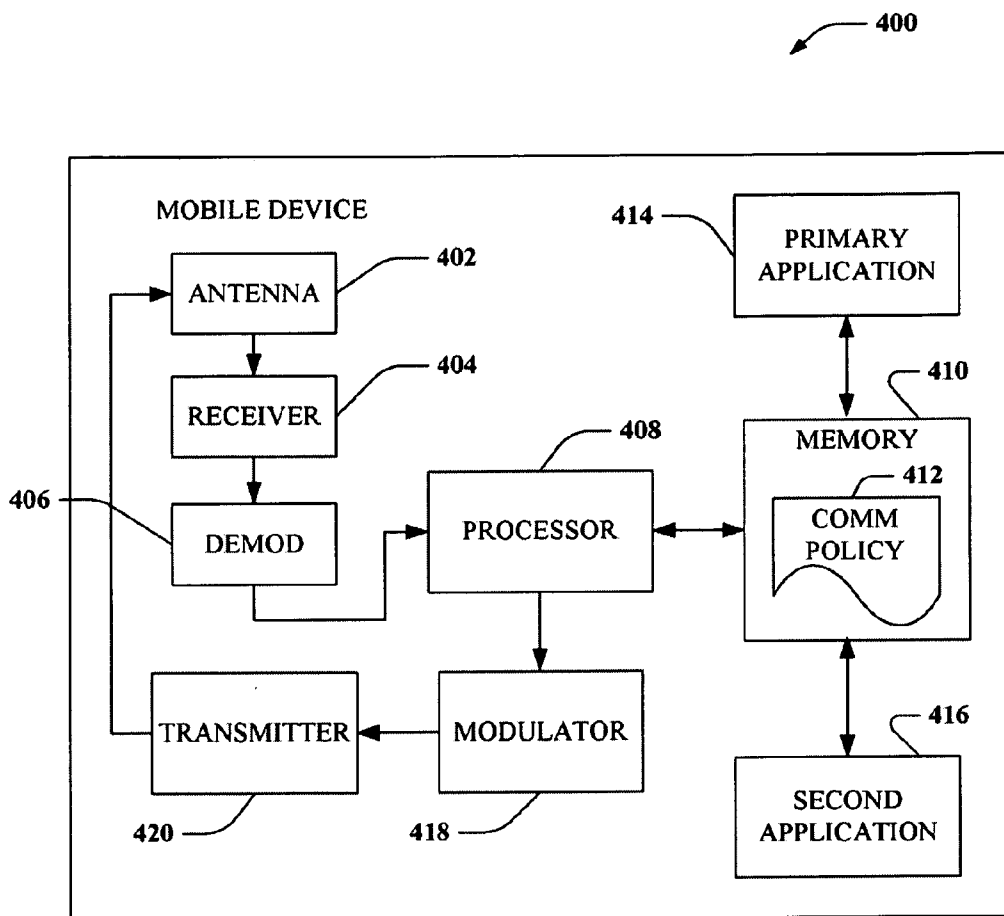 400
MOBILE DEVICE
402
ANTENNA
414
PRIMARY
APPLICATION
404
RECEIVER
410
MEMORY
408
406
DEMOD
PROCESSOR
412
COMM
POLICY
TRANSMITTER
MODULATOR
416
420
418
SECOND
APPLICATION